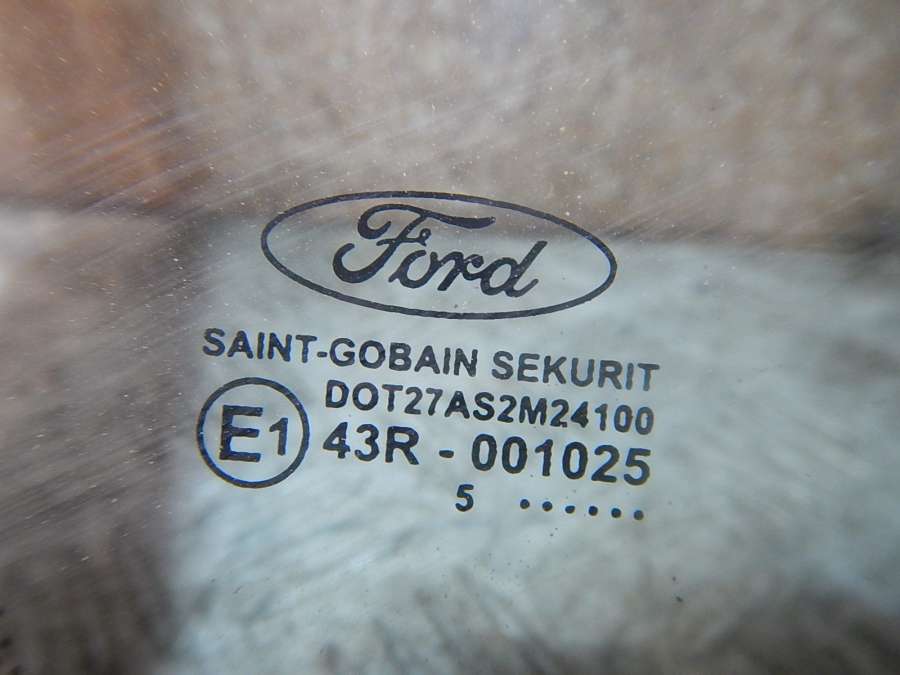 Ford
SAINT-GOBAIN SEKURIT
DOT27AS2M24100
E1 43R - 001025
5 ......